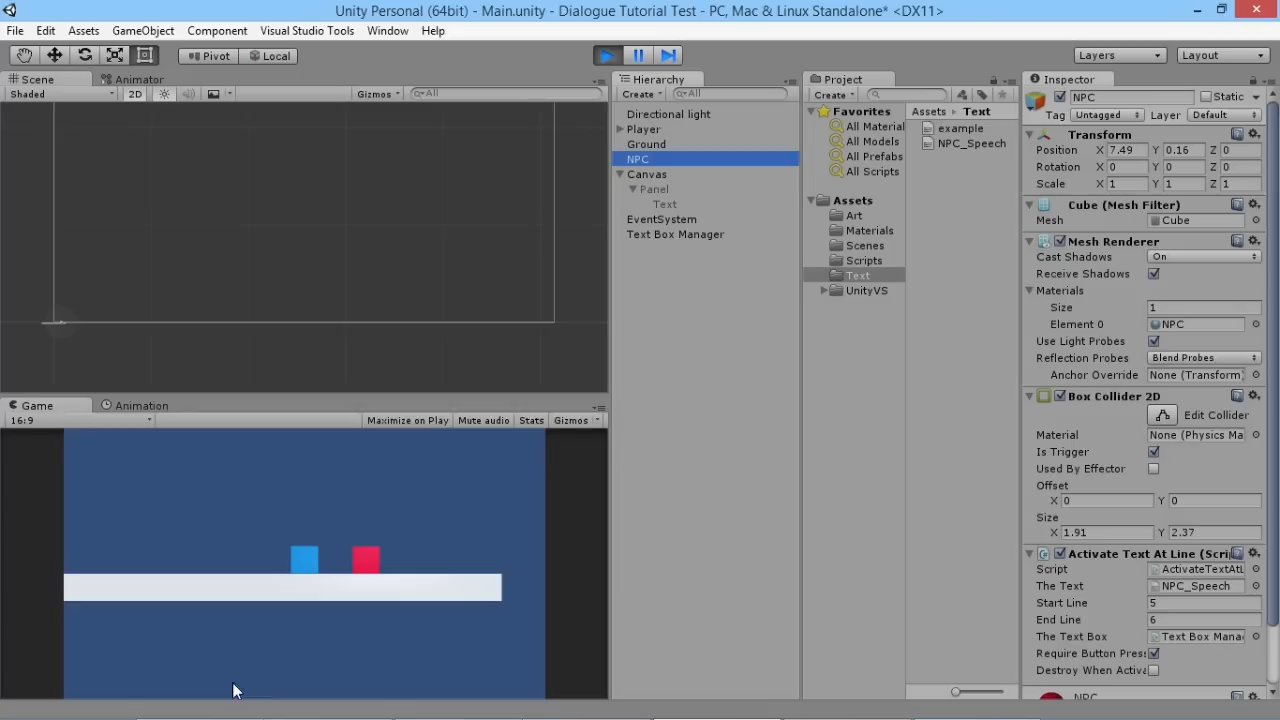 Unity Personal (64bit) - Main.unity - Dialogue Tutorial Test - PC, Mac & Linux Standalone* <DX11>
File Edit Assets GameObject Component Visual Studio Tools Window Help
Pivot Local Layers Layout
Scene Animator
Shaded 2D Gizmos All
Game Animation
16:9 Maximize on Play Mute audio Stats Gizmos
Hierarchy
Create All
Directional light
Player
Ground
NPC
Canvas
Panel
Text
EventSystem
Text Box Manager
Project
Create
Favorites
All Material
All Models
All Prefabs
All Scripts
Assets
Art
Materials
Scenes
Scripts
Text
UnityVS
Assets Text
example
NPC_Speech
Inspector
NPC Static
Tag Untagged Layer Default
Transform
Position X 7.49 Y 0.16 Z 0
Rotation X 0 Y 0 Z 0
Scale X 1 Y 1 Z 1
Cube (Mesh Filter)
Mesh Cube
Mesh Renderer
Cast Shadows On
Receive Shadows
Materials
Size 1
Element 0 NPC
Use Light Probes
Reflection Probes Blend Probes
Anchor Override None (Transform)
Box Collider 2D
Edit Collider
Material None (Physics Ma
Is Trigger
Used By Effector
Offset
X 0 Y 0
Size
X 1.91 Y 2.37
Activate Text At Line (Scri
Script ActivateTextAtL
The Text NPC_Speech
Start Line 5
End Line 6
The Text Box Text Box Mana
Require Button Pres
Destroy When Activa
NPC